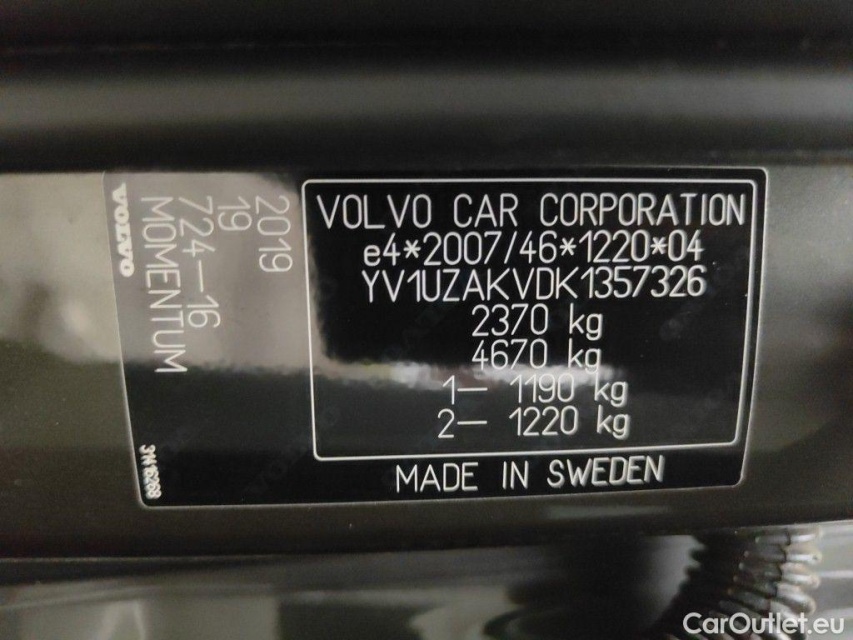 VOLVO
MOMENTUM
724-16
19
2019
VOLVO CAR CORPORATION
e4*2007/46*1220*04
YV1UZAKVDK1357326
2370 kg
4670 kg
1— 1190 kg
2— 1220 kg
MADE IN SWEDEN
CarOutlet.eu